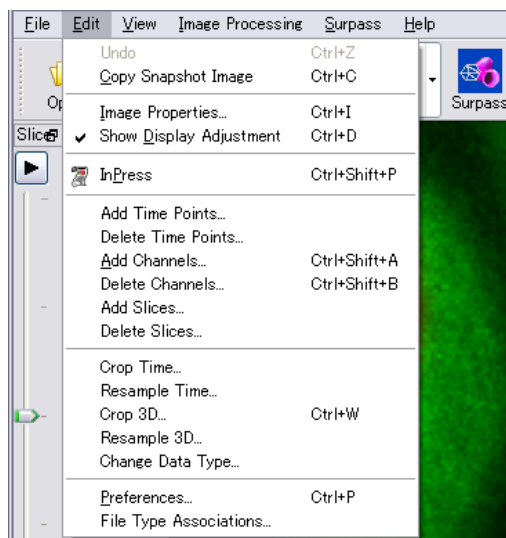 File Edit View Image Processing Surpass Help
Undo Ctrl+Z
Copy Snapshot Image Ctrl+C
Op
Surpass
Image Properties... Ctrl+I
Slice
Show Display Adjustment Ctrl+D
InPress Ctrl+Shift+P
Add Time Points...
Delete Time Points...
Add Channels... Ctrl+Shift+A
Delete Channels... Ctrl+Shift+B
Add Slices...
Delete Slices...
Crop Time...
Resample Time...
Crop 3D... Ctrl+W
Resample 3D...
Change Data Type...
Preferences... Ctrl+P
File Type Associations...